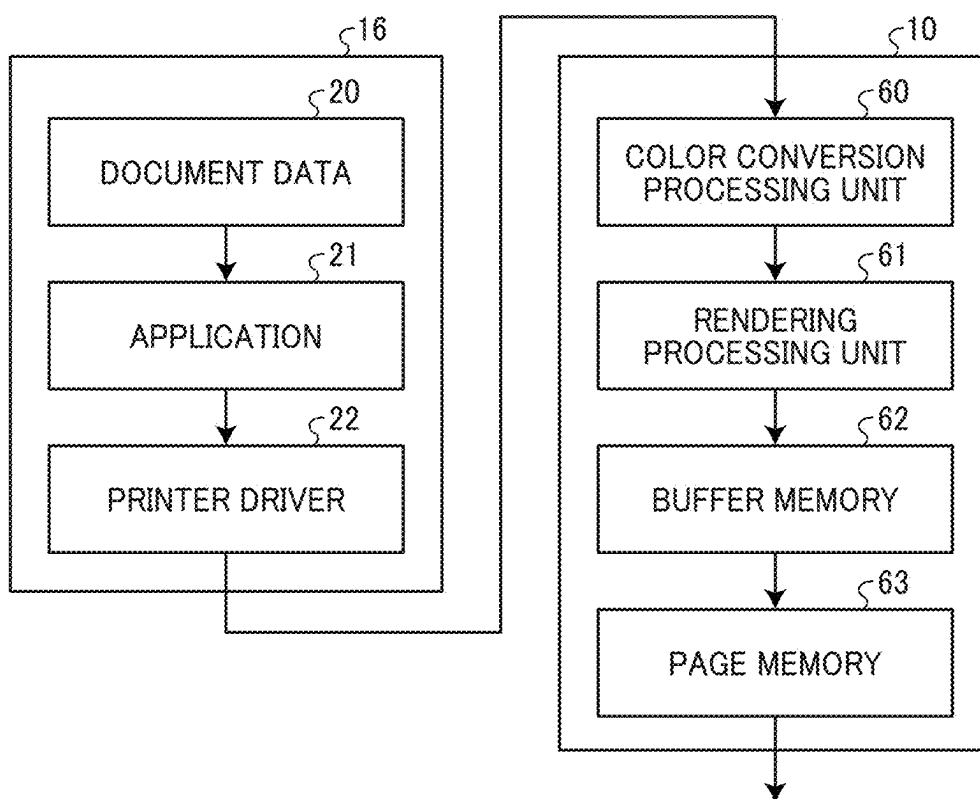 16
20
DOCUMENT DATA
21
APPLICATION
22
PRINTER DRIVER
10
60
COLOR CONVERSION
PROCESSING UNIT
61
RENDERING
PROCESSING UNIT
62
BUFFER MEMORY
63
PAGE MEMORY